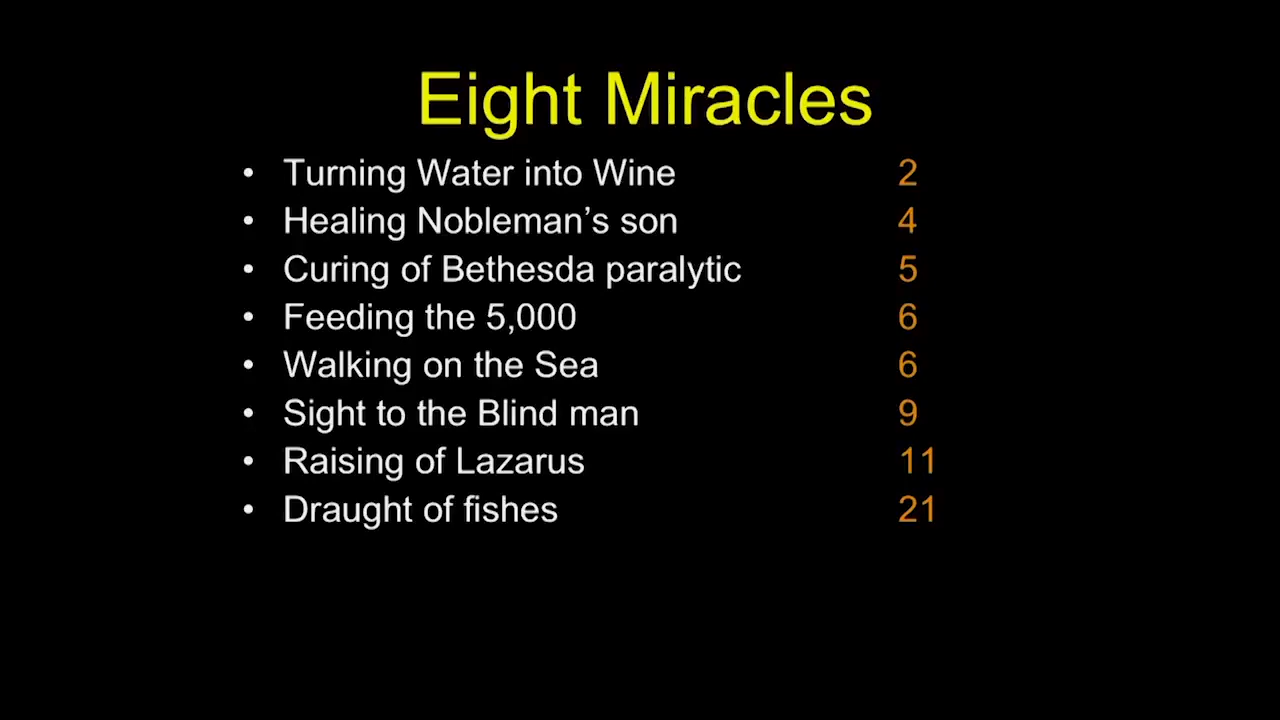 Eight Miracles
• Turning Water into Wine 2
• Healing Nobleman’s son 4
• Curing of Bethesda paralytic 5
• Feeding the 5,000 6
• Walking on the Sea 6
• Sight to the Blind man 9
• Raising of Lazarus 11
• Draught of fishes 21